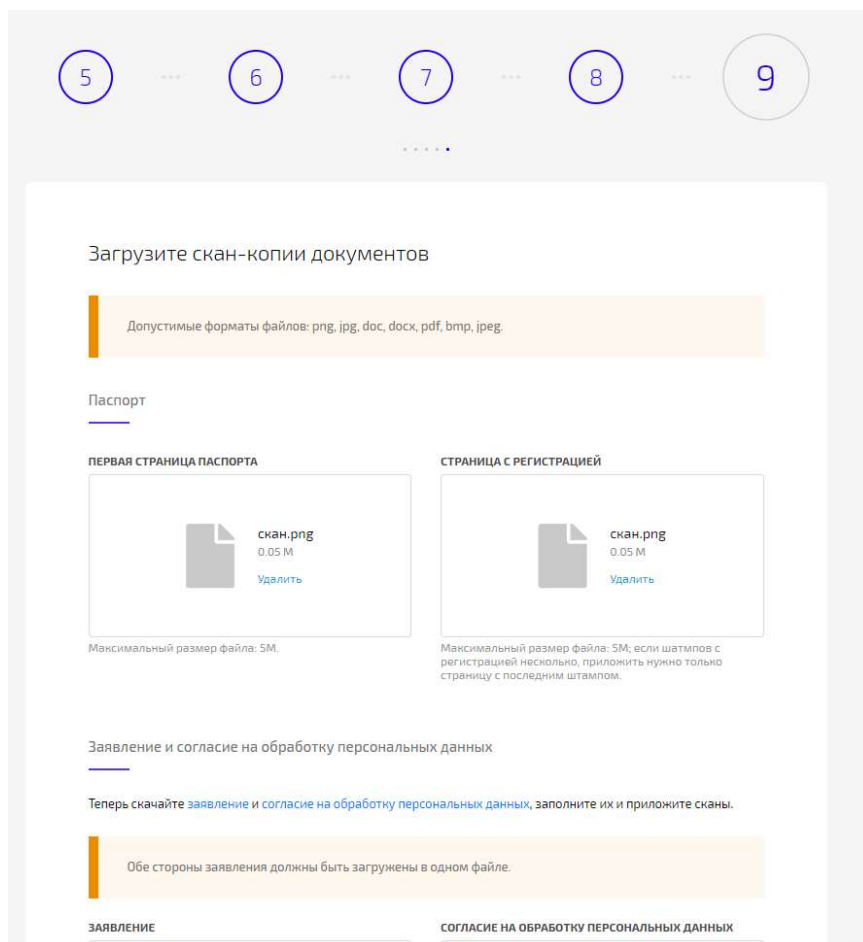 5 6 7 8 9
Загрузите скан-копии документов
Допустимые форматы файлов: png, jpg, doc, docx, pdf, bmp, jpeg.
Паспорт
ПЕРВАЯ СТРАНИЦА ПАСПОРТА
скан.png
0.05 M
Удалить
Максимальный размер файла: 5M.
СТРАНИЦА С РЕГИСТРАЦИЕЙ
скан.png
0.05 M
Удалить
Максимальный размер файла: 5M; если шатмпов с
регистрацией несколько, приложить нужно только
страницу с последним штампом.
Заявление и согласие на обработку персональных данных
Теперь скачайте заявление и согласие на обработку персональных данных, заполните их и приложите сканы.
Обе стороны заявления должны быть загружены в одном файле.
ЗАЯВЛЕНИЕ
СОГЛАСИЕ НА ОБРАБОТКУ ПЕРСОНАЛЬНЫХ ДАННЫХ